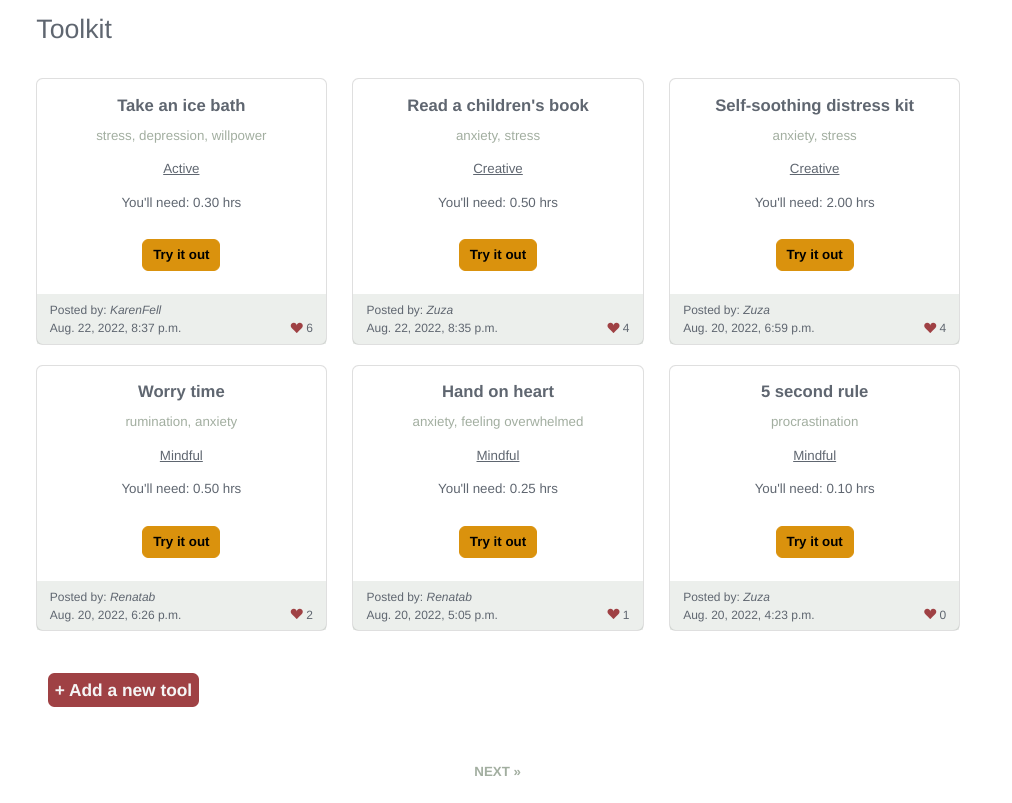 Toolkit
Take an ice bath
stress, depression, willpower
Active
You'll need: 0.30 hrs
Try it out
Posted by: KarenFell
Aug. 22, 2022, 8:37 p.m.
6
Read a children's book
anxiety, stress
Creative
You'll need: 0.50 hrs
Try it out
Posted by: Zuza
Aug. 22, 2022, 8:35 p.m.
4
Self-soothing distress kit
anxiety, stress
Creative
You'll need: 2.00 hrs
Try it out
Posted by: Zuza
Aug. 20, 2022, 6:59 p.m.
4
Worry time
rumination, anxiety
Mindful
You'll need: 0.50 hrs
Try it out
Posted by: Renatab
Aug. 20, 2022, 6:26 p.m.
2
Hand on heart
anxiety, feeling overwhelmed
Mindful
You'll need: 0.25 hrs
Try it out
Posted by: Renatab
Aug. 20, 2022, 5:05 p.m.
1
5 second rule
procrastination
Mindful
You'll need: 0.10 hrs
Try it out
Posted by: Zuza
Aug. 20, 2022, 4:23 p.m.
0
+ Add a new tool
NEXT »